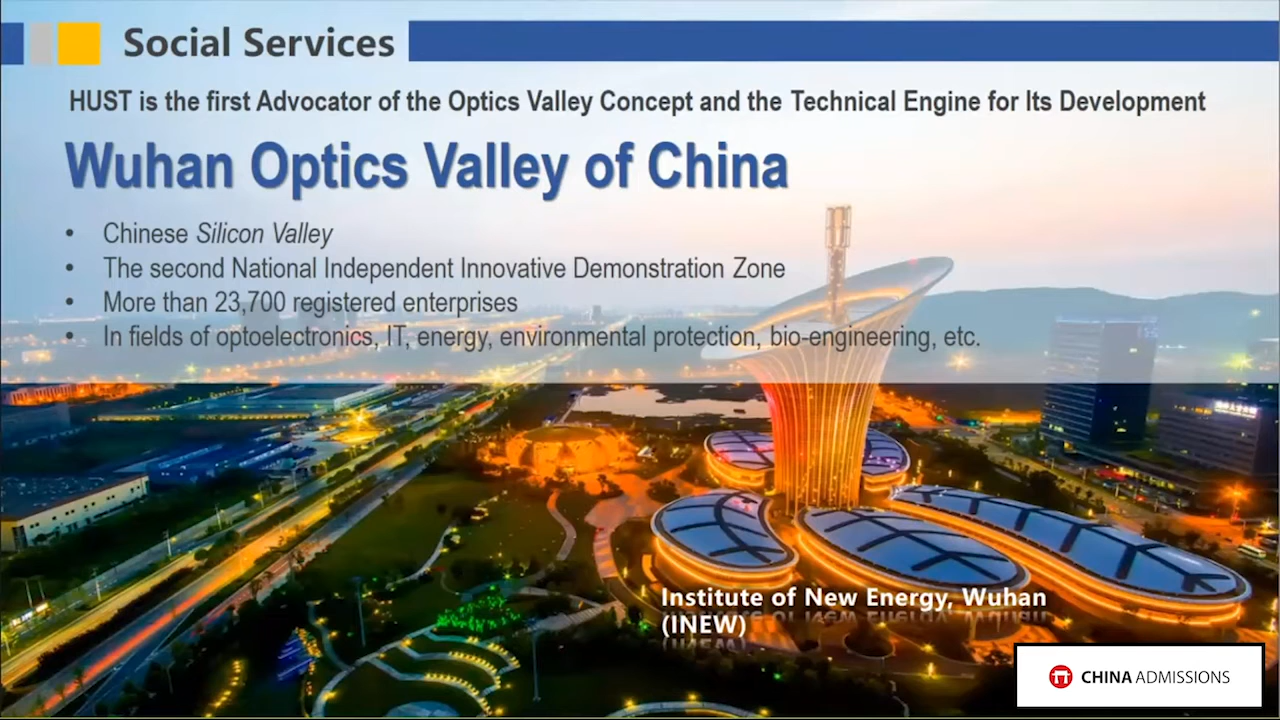 Social Services
HUST is the first Advocator of the Optics Valley Concept and the Technical Engine for Its Development
Wuhan Optics Valley of China
• Chinese Silicon Valley
• The second National Independent Innovative Demonstration Zone
• More than 23,700 registered enterprises
• In fields of optoelectronics, IT, energy, environmental protection, bio-engineering, etc.
Institute of New Energy, Wuhan
(INEW)
CHINA ADMISSIONS